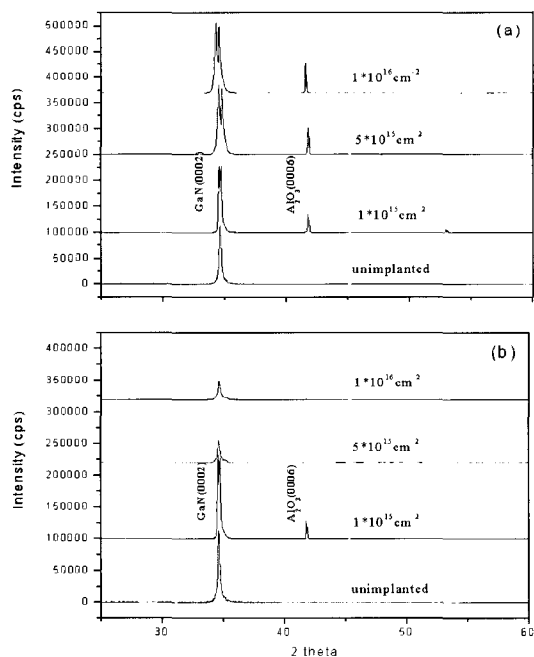 (a)
Intensity (cps)
500000
450000
400000
350000
300000
250000
200000
150000
100000
50000
0
1*10^16 cm^-2
5*10^15 cm^2
GaN(0002)
Al2O3(0006)
1*10^15 cm^2
unimplanted
(b)
Intensity (cps)
400000
350000
300000
250000
200000
150000
100000
50000
0
1*10^16 cm^2
5*10^15 cm^2
GaN(0002)
Al2O3(0006)
1*10^15 cm^2
unimplanted
30 40 50 60
2 theta